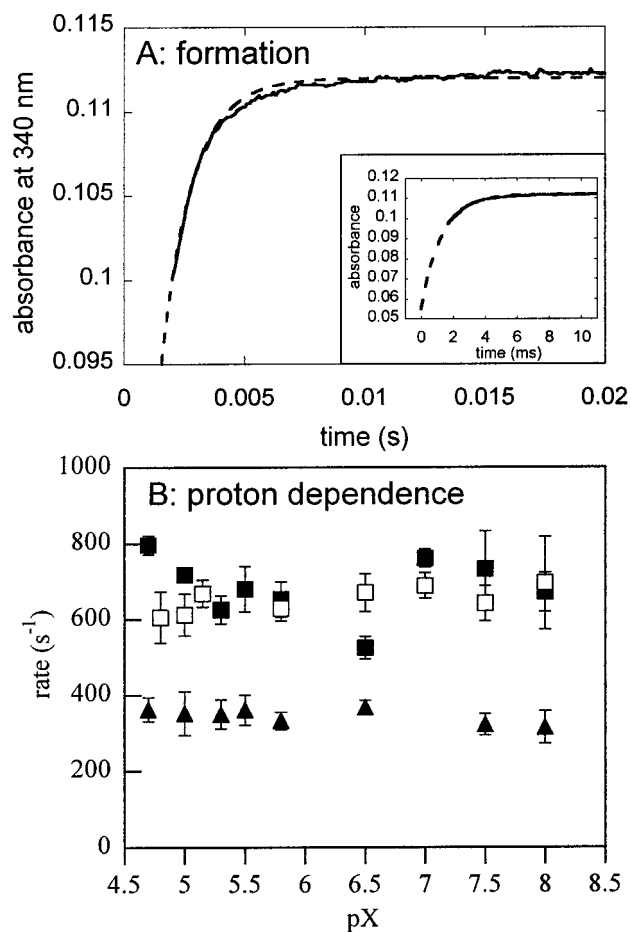 A: formation
absorbance at 340 nm
0.115
0.11
0.105
0.1
0.095
0
0.005
0.01
0.015
0.02
time (s)
absorbance
0.12
0.11
0.1
0.09
0.08
0.07
0.06
0.05
0 2 4 6 8 10
time (ms)
B: proton dependence
rate (s⁻¹)
1000
800
600
400
200
0
4.5 5 5.5 6 6.5 7 7.5 8 8.5
pX